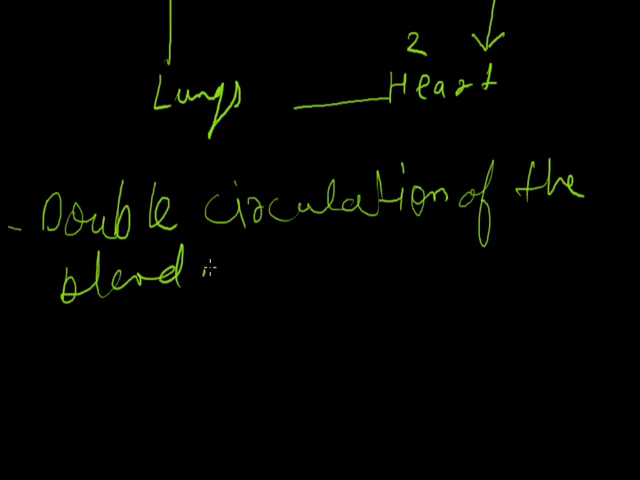 2
Lungs Heart
- Double circulation of the
blood